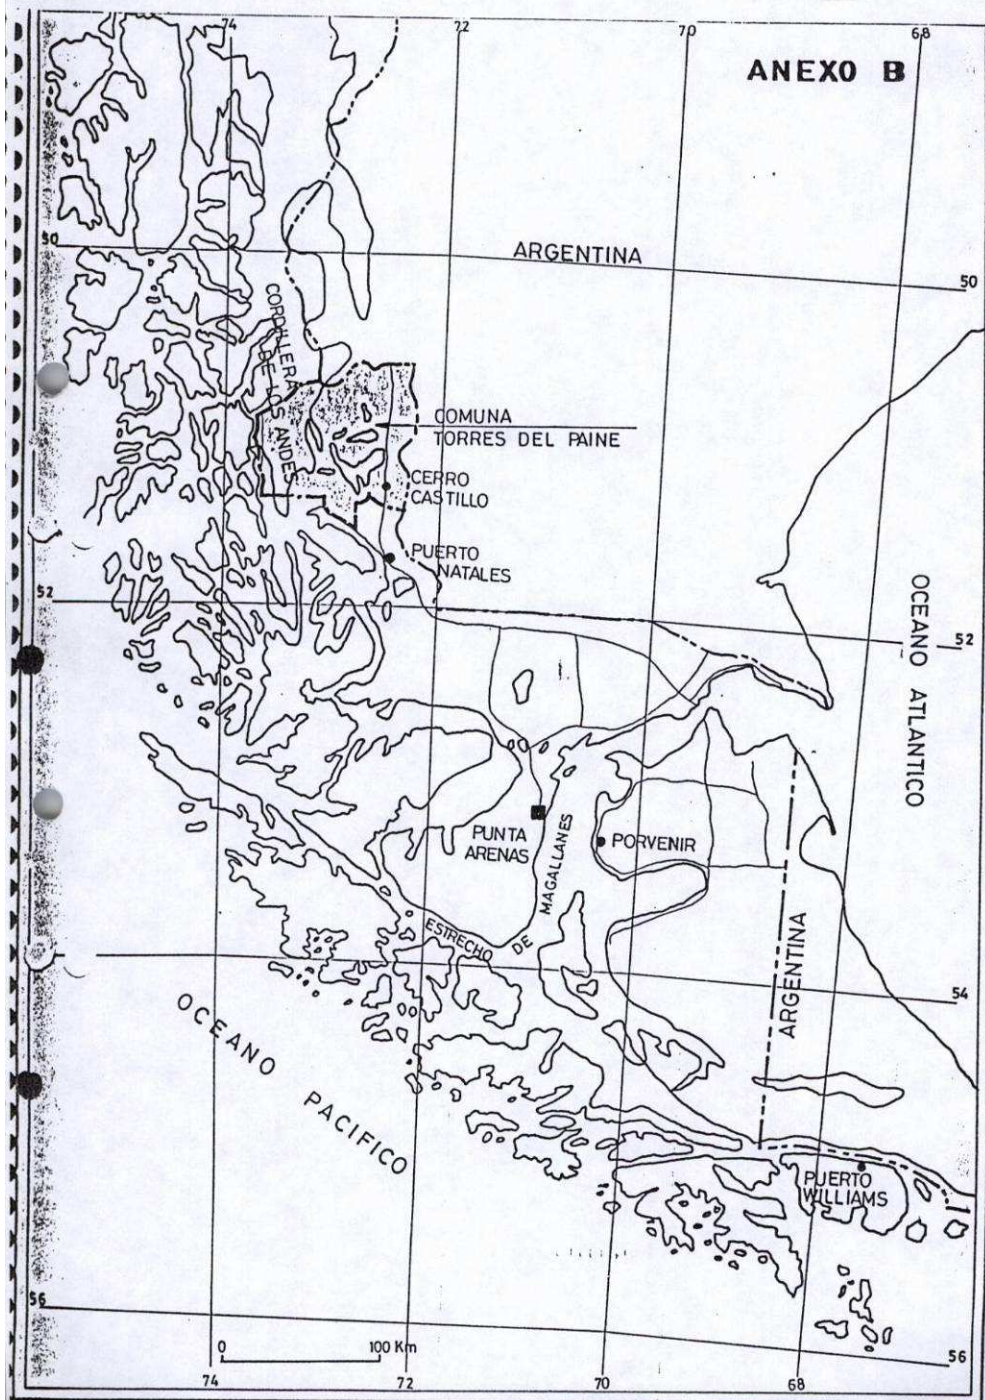 74
72
70
68
ANEXO B
50
ARGENTINA
50
CORDILLERA
DE LOS ANDES
COMUNA
TORRES DEL PAINE
CERRO
CASTILLO
PUERTO
NATALES
52
52
OCEANO ATLANTICO
PUNTA
ARENAS
PORVENIR
ESTRECHO DE MAGALLANES
ARGENTINA
54
OCEANO
PACIFICO
PUERTO
WILLIAMS
56
0 100 Km
56
74
72
70
68